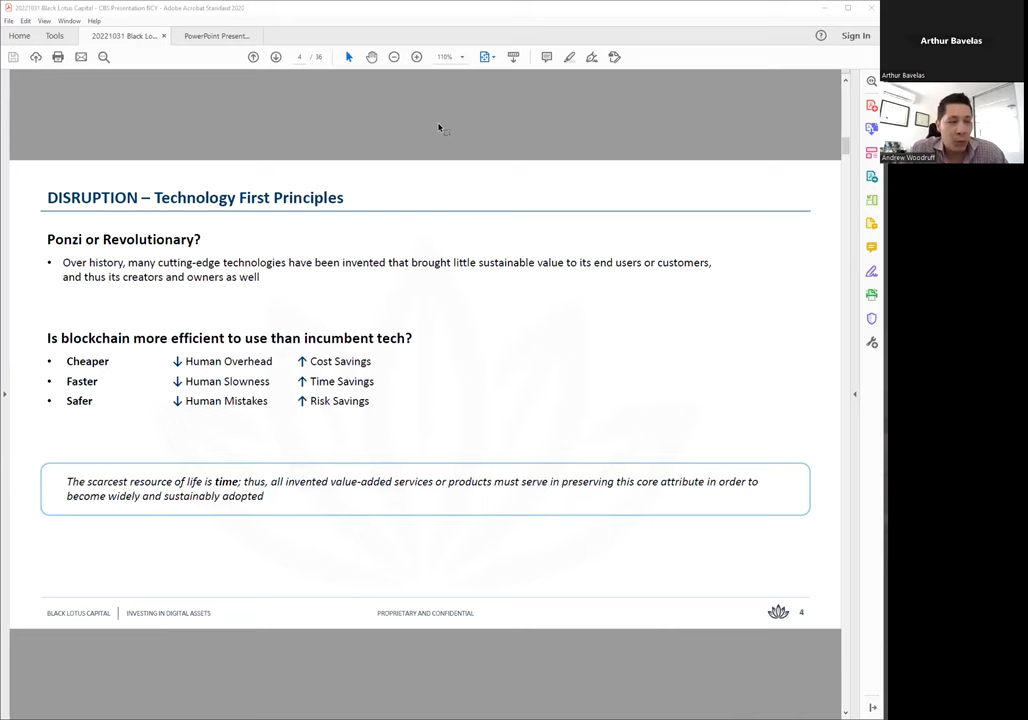 20221031 Black Lotus Capital - CBS Presentation BCV - Adobe Acrobat Standard 2020
File Edit View Window Help
Home Tools 20221031 Black Lo... × PowerPoint Present... Sign In
4 / 36 110%
DISRUPTION – Technology First Principles
Ponzi or Revolutionary?
• Over history, many cutting-edge technologies have been invented that brought little sustainable value to its end users or customers,
and thus its creators and owners as well
Is blockchain more efficient to use than incumbent tech?
• Cheaper ↓ Human Overhead ↑ Cost Savings
• Faster ↓ Human Slowness ↑ Time Savings
• Safer ↓ Human Mistakes ↑ Risk Savings
The scarcest resource of life is time; thus, all invented value-added services or products must serve in preserving this core attribute in order to
become widely and sustainably adopted
BLACK LOTUS CAPITAL | INVESTING IN DIGITAL ASSETS PROPRIETARY AND CONFIDENTIAL 4
Arthur Bavelas
Arthur Bavelas
Andrew Woodruff